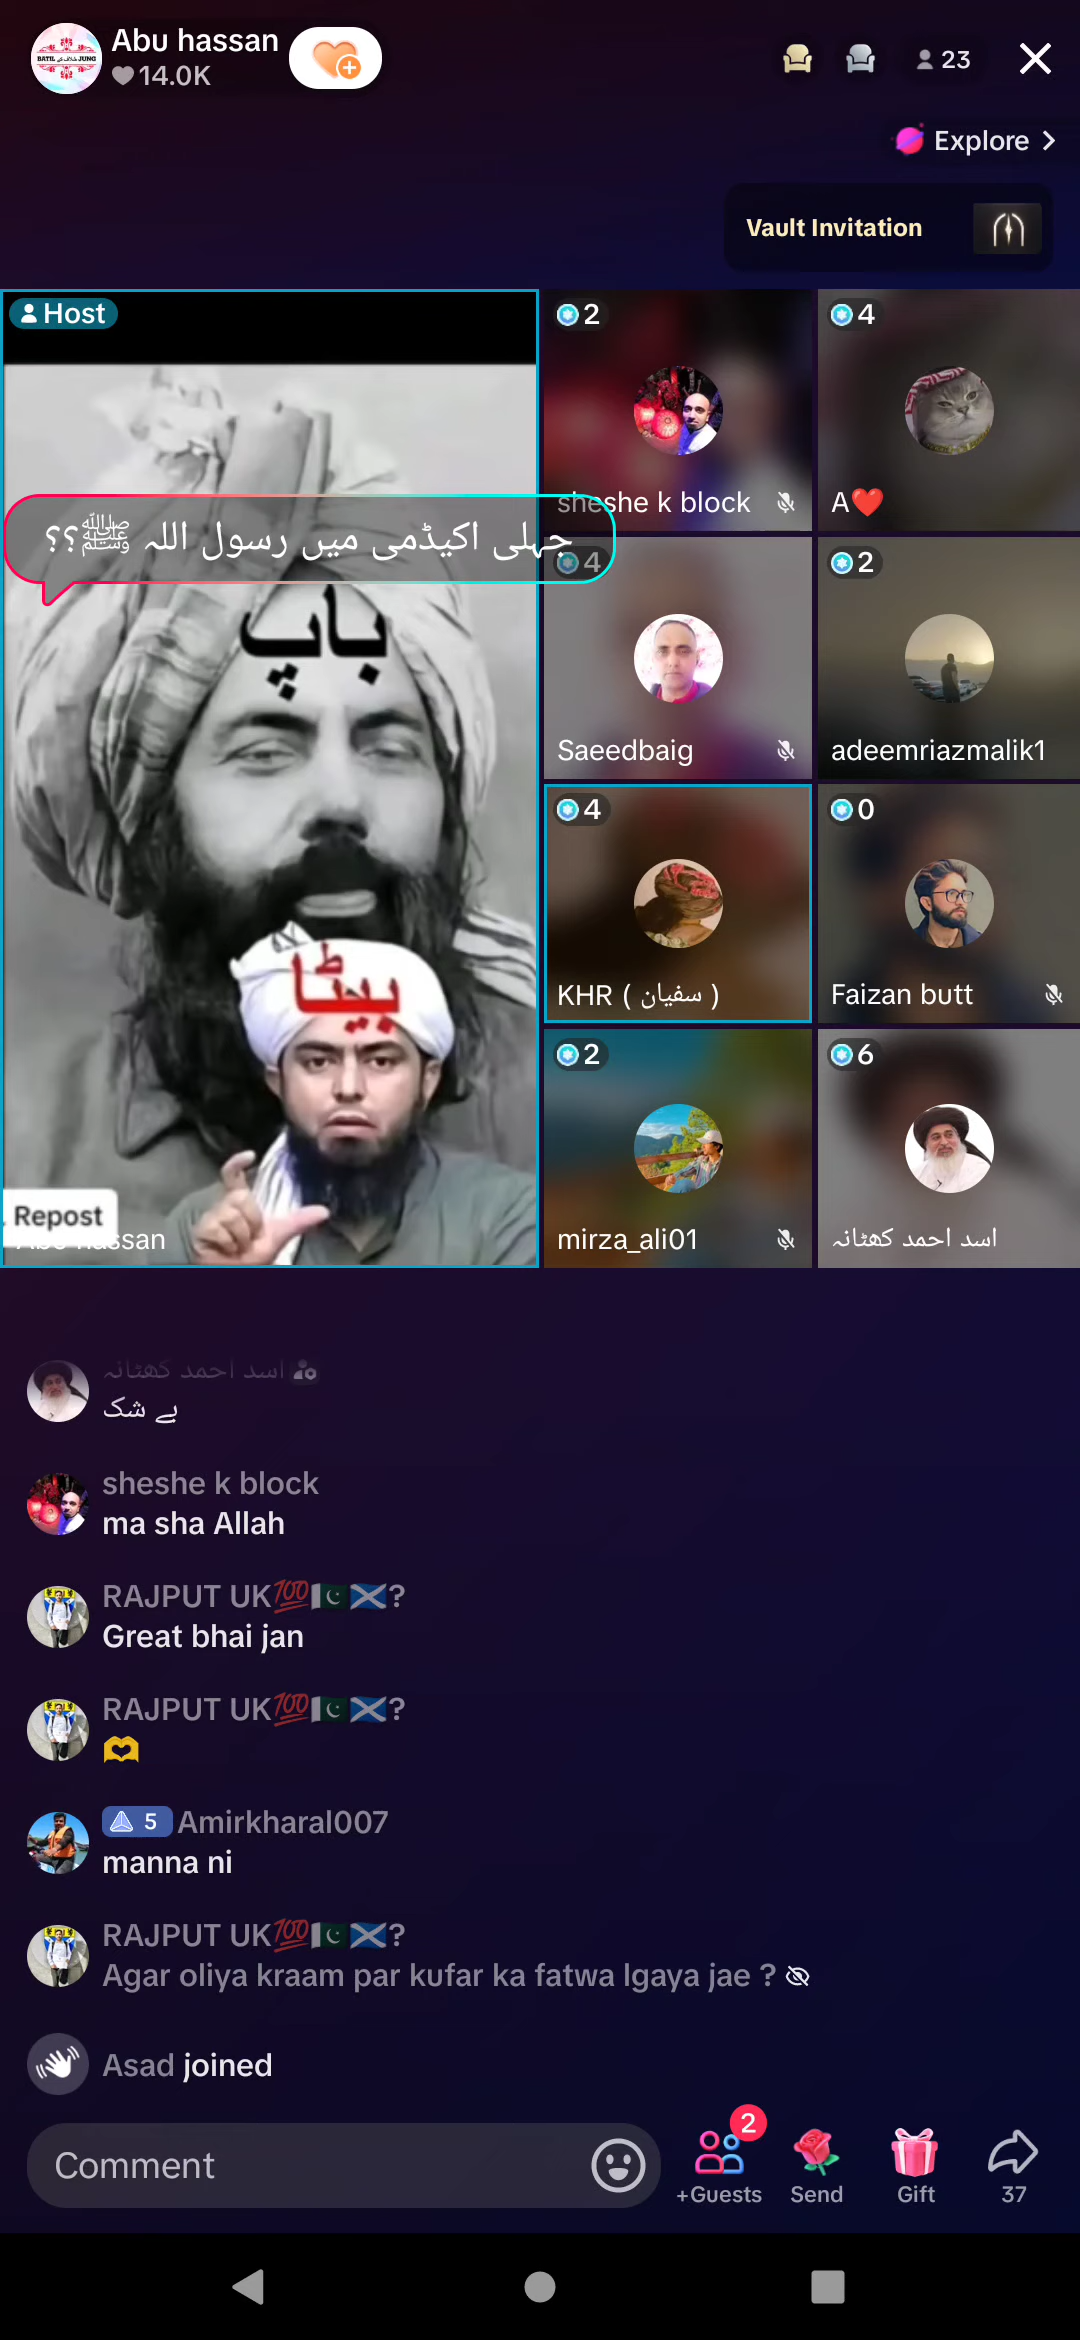 Abu hassan
14.0K
23
Explore
Vault Invitation
Host
2
sheshe k block
4
A❤️
جہلی اکیڈمی میں رسول اللہ ﷺ؟؟
باپ
بیٹا
4
Saeedbaig
2
adeemriazmalik1
4
KHR ( سفیان )
0
Faizan butt
2
mirza_ali01
6
اسد احمد کھٹانہ
Repost
Abu hassan
اسد احمد کھٹانہ
بے شک
sheshe k block
ma sha Allah
RAJPUT UK💯🇵🇰🏴󠁧󠁢󠁳󠁣󠁴󠁿?
Great bhai jan
RAJPUT UK💯🇵🇰🏴󠁧󠁢󠁳󠁣󠁴󠁿?
🫶
5 Amirkharal007
manna ni
RAJPUT UK💯🇵🇰🏴󠁧󠁢󠁳󠁣󠁴󠁿?
Agar oliya kraam par kufar ka fatwa lgaya jae ?
Asad joined
Comment
2
+Guests
Send
Gift
37